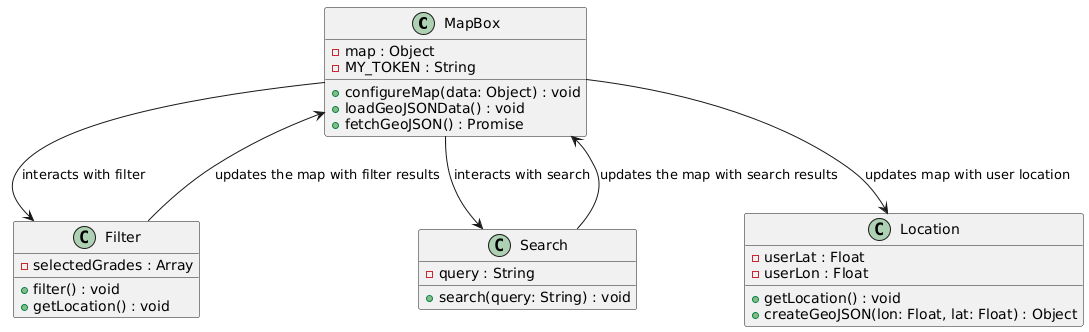 C MapBox
map : Object
MY_TOKEN : String
configureMap(data: Object) : void
loadGeoJSONData() : void
fetchGeoJSON() : Promise
interacts with filter
updates the map with filter results
interacts with search
updates the map with search results
updates map with user location
C Filter
selectedGrades : Array
filter() : void
getLocation() : void
C Search
query : String
search(query: String) : void
C Location
userLat : Float
userLon : Float
getLocation() : void
createGeoJSON(lon: Float, lat: Float) : Object